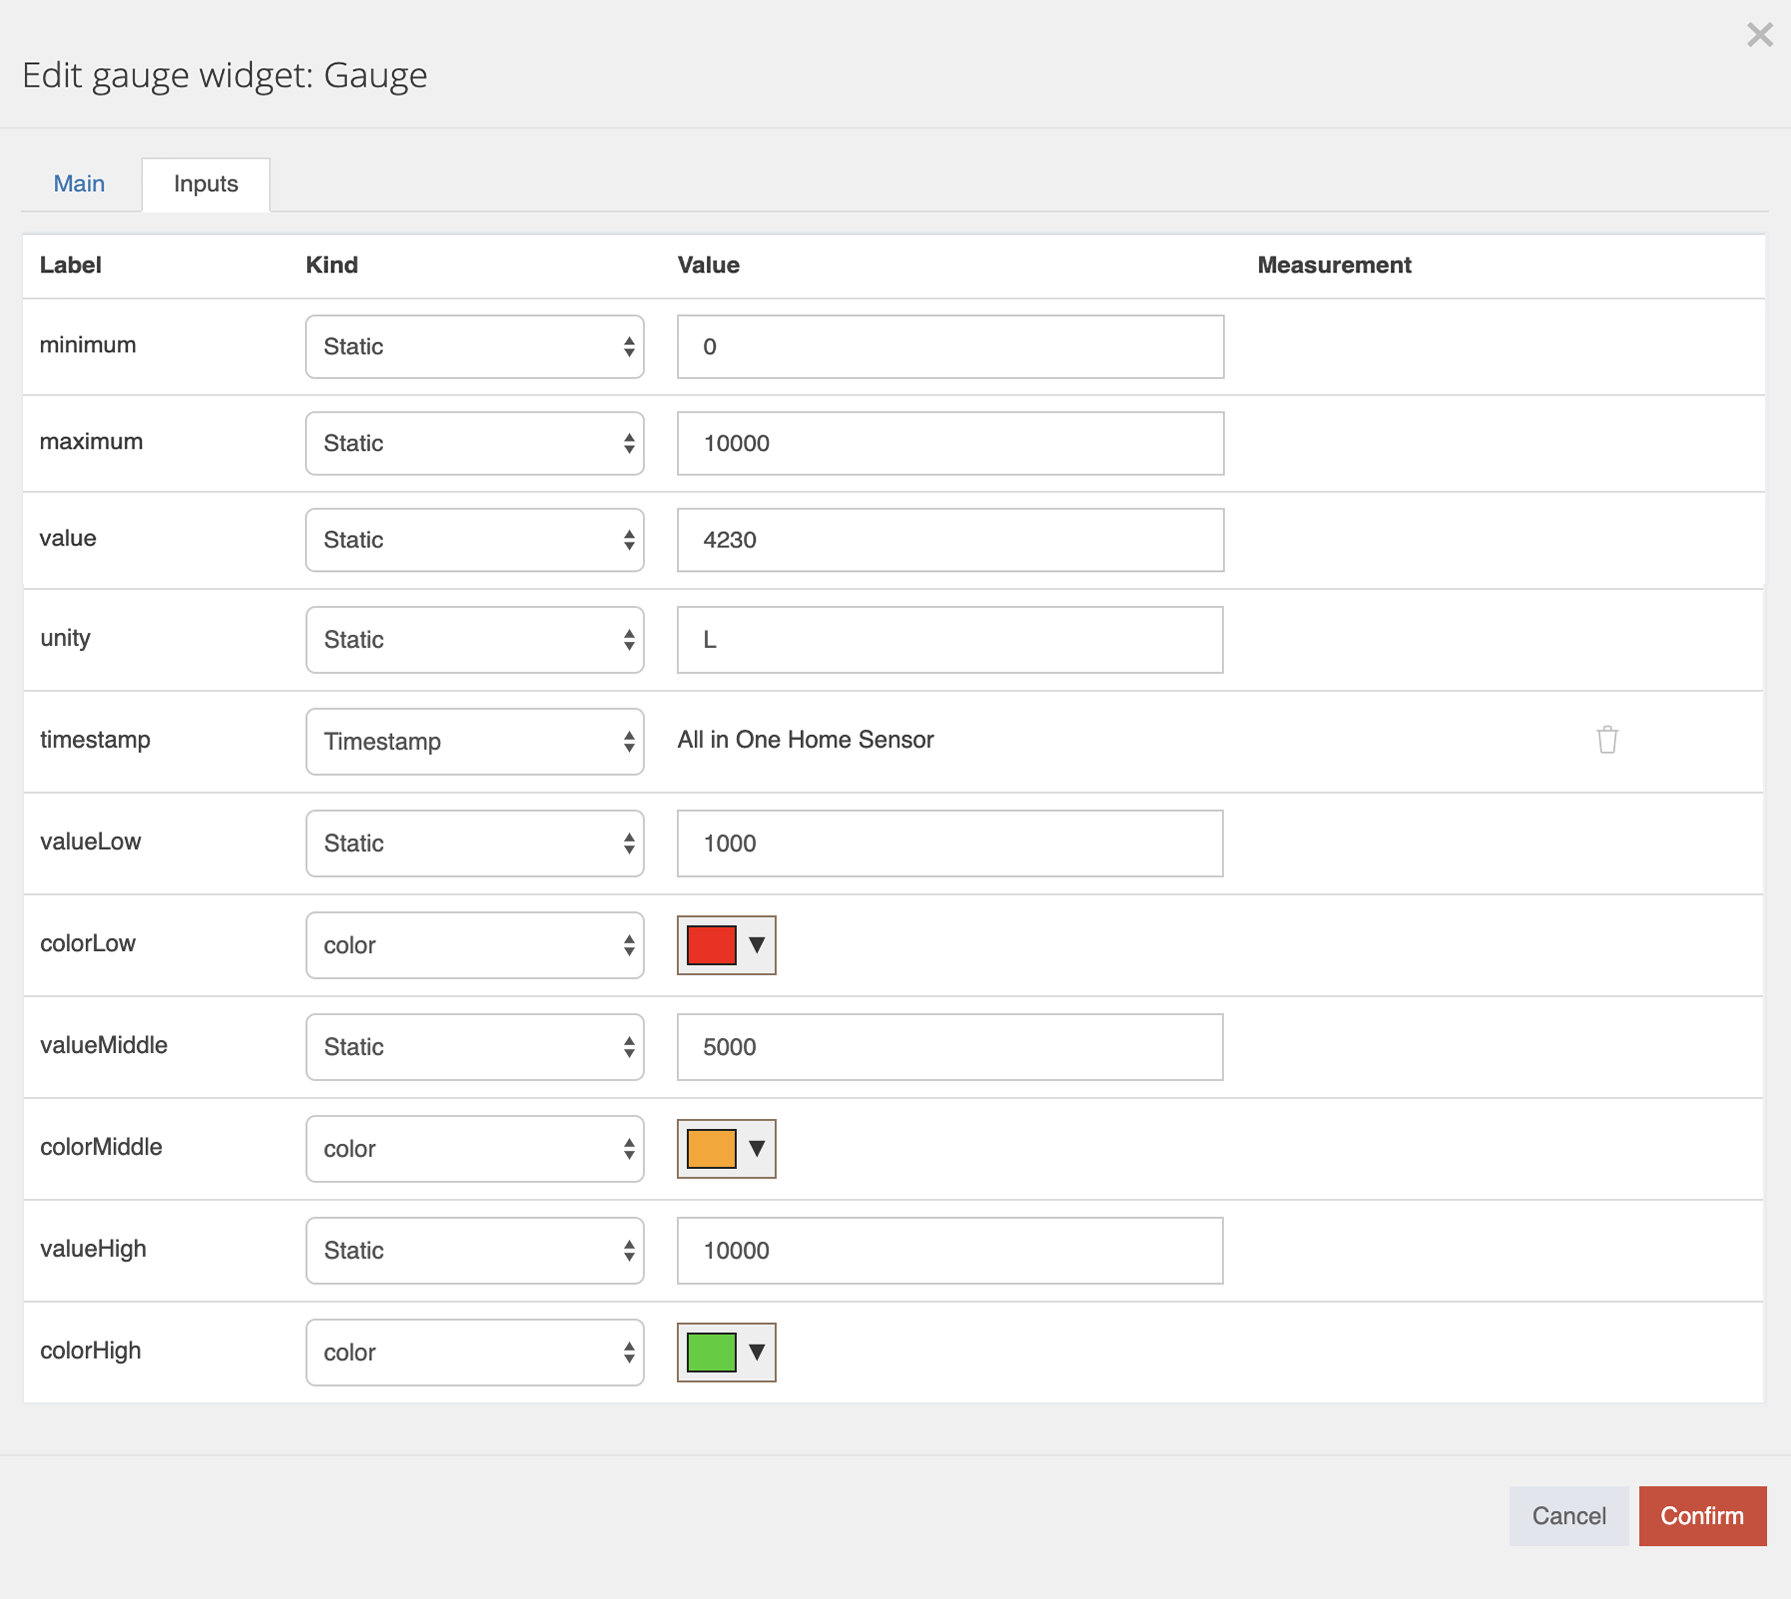 Edit gauge widget: Gauge
Main Inputs
Label Kind Value Measurement
minimum Static 0
maximum Static 10000
value Static 4230
unity Static L
timestamp Timestamp All in One Home Sensor
valueLow Static 1000
colorLow color
valueMiddle Static 5000
colorMiddle color
valueHigh Static 10000
colorHigh color
Cancel Confirm